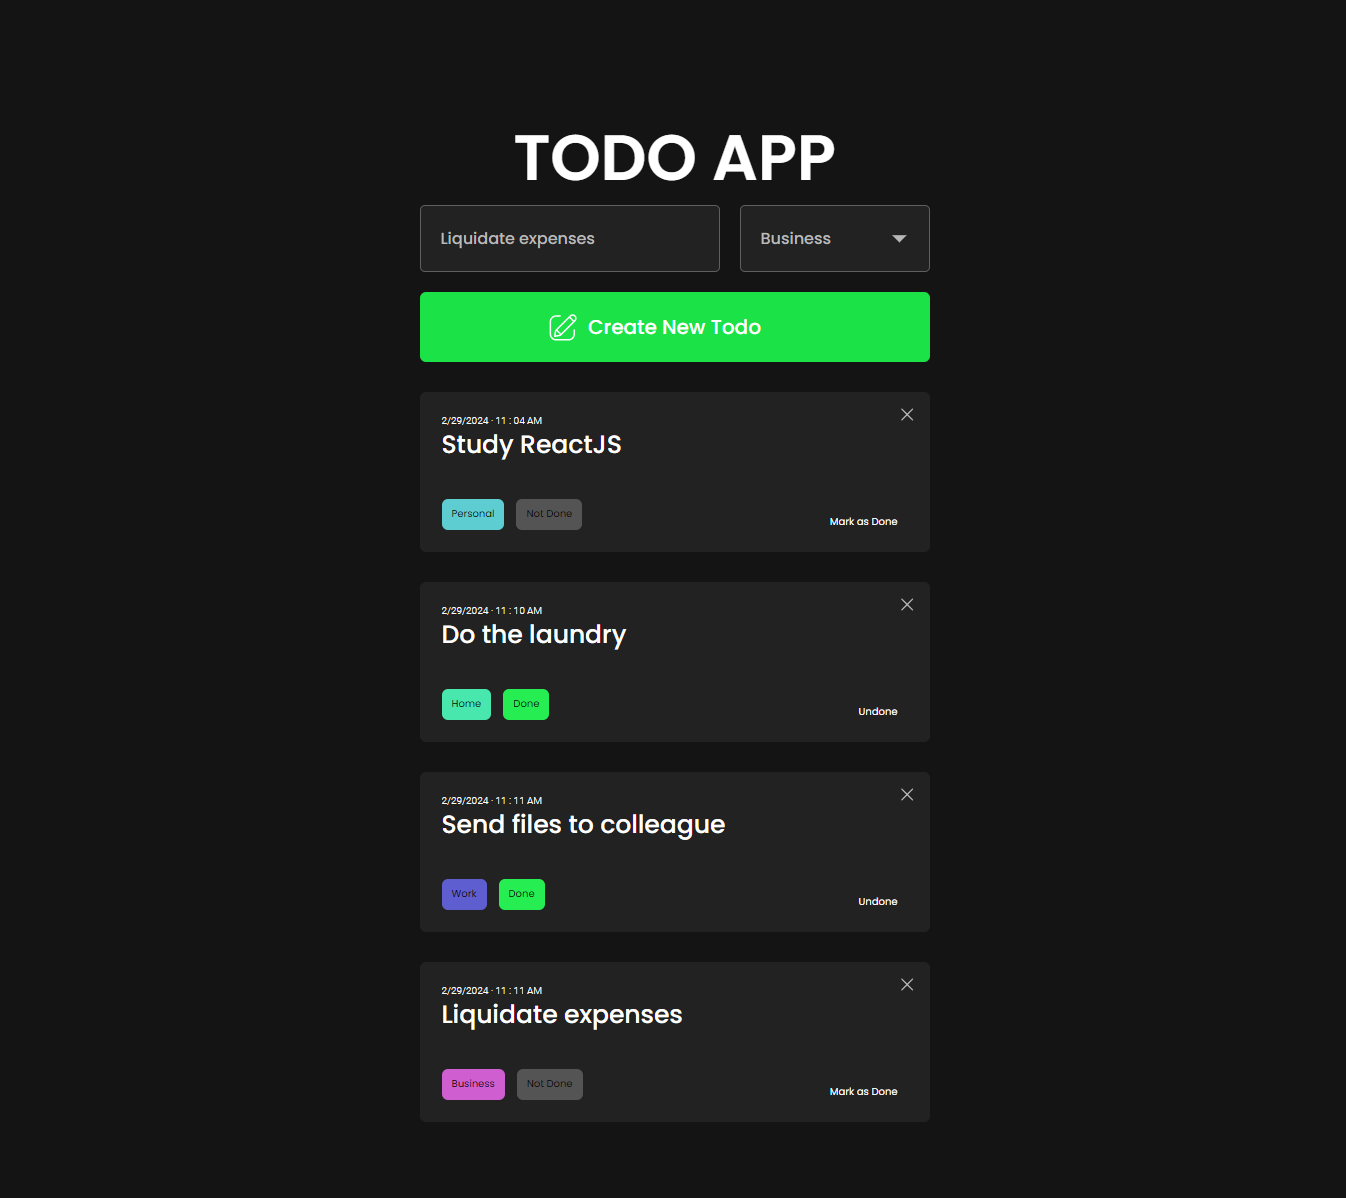 TODO APP
Liquidate expenses
Business
Create New Todo
2/29/2024 · 11 : 04 AM
Study ReactJS
Personal
Not Done
Mark as Done
2/29/2024 · 11 : 10 AM
Do the laundry
Home
Done
Undone
2/29/2024 · 11 : 11 AM
Send files to colleague
Work
Done
Undone
2/29/2024 · 11 : 11 AM
Liquidate expenses
Business
Not Done
Mark as Done